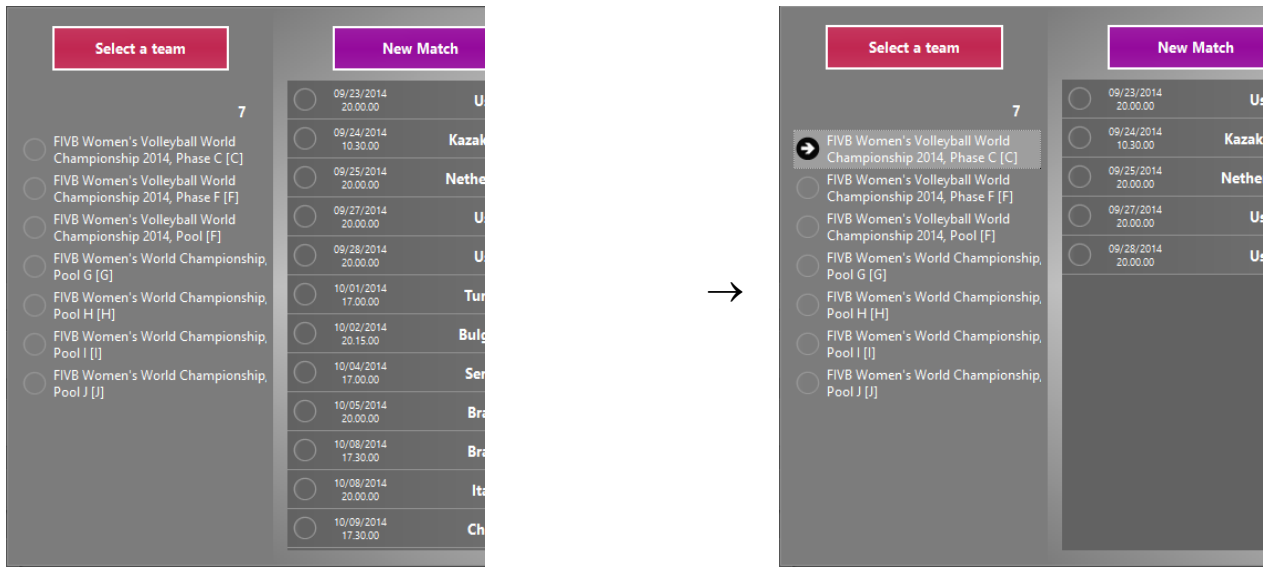 Select a team
New Match
7
FIVB Women's Volleyball World
Championship 2014, Phase C [C]
FIVB Women's Volleyball World
Championship 2014, Phase F [F]
FIVB Women's Volleyball World
Championship 2014, Pool [F]
FIVB Women's World Championship,
Pool G [G]
FIVB Women's World Championship,
Pool H [H]
FIVB Women's World Championship,
Pool I [I]
FIVB Women's World Championship,
Pool J [J]
09/23/2014
20.00.00
09/24/2014
10.30.00
Kazak
09/25/2014
20.00.00
Nethe
09/27/2014
20.00.00
09/28/2014
20.00.00
10/01/2014
17.00.00
Tur
10/02/2014
20.15.00
Bulg
10/04/2014
17.00.00
Ser
10/05/2014
20.00.00
Bra
10/08/2014
17.30.00
Bra
10/08/2014
20.00.00
Ita
10/09/2014
17.30.00
Ch
→
Select a team
New Match
7
FIVB Women's Volleyball World
Championship 2014, Phase C [C]
FIVB Women's Volleyball World
Championship 2014, Phase F [F]
FIVB Women's Volleyball World
Championship 2014, Pool [F]
FIVB Women's World Championship,
Pool G [G]
FIVB Women's World Championship,
Pool H [H]
FIVB Women's World Championship,
Pool I [I]
FIVB Women's World Championship,
Pool J [J]
09/23/2014
20.00.00
Us
09/24/2014
10.30.00
Kazak
09/25/2014
20.00.00
Nether
09/27/2014
20.00.00
Us
09/28/2014
20.00.00
Us